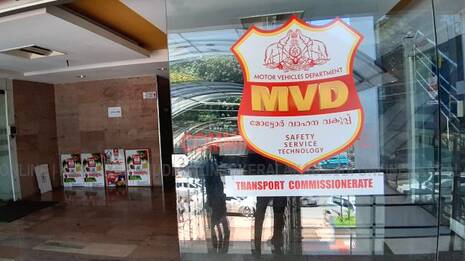 MOTOR VEHICLES DEPARTMENT
MVD
മോട്ടോർ വാഹന വകുപ്പ്
SAFETY
SERVICE
TECHNOLOGY
TRANSPORT COMMISSIONERATE